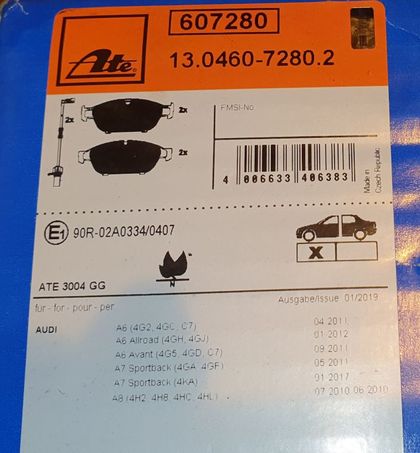 607280
Ate
13.0460-7280.2
2x
2x
FMSI-No.
4 006633 406383
Made in
Czech Republic
E1 90R-02A0334/0407
X
ATE 3004 GG
N
für - for - pour - per
Ausgabe/issue 01/2019
AUDI
A6 (4G2, 4GC, C7) 04.2011
A6 Allroad (4GH, 4GJ) 01.2012
A6 Avant (4G5, 4GD, C7) 09.2011
A7 Sportback (4GA, 4GF) 05.2011
A7 Sportback (4KA) 01.2017
A8 (4H2, 4H8, 4HC, 4HL) 07.2010 06.2010